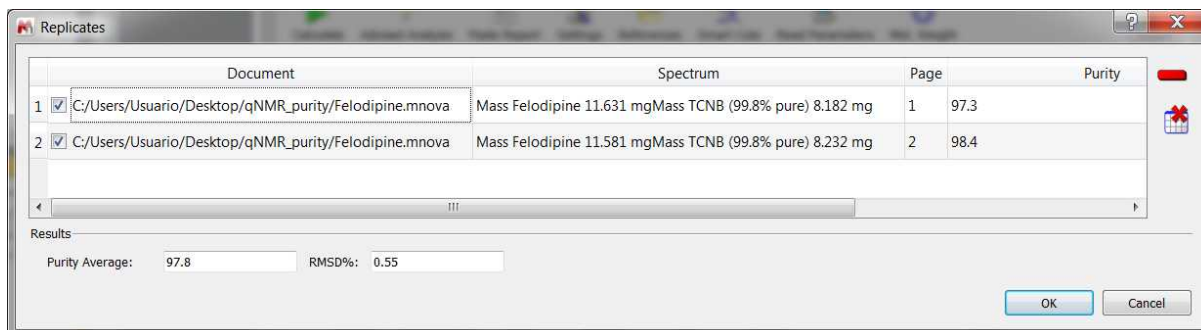 Replicates
Document Spectrum Page Purity
1 C:/Users/Usuario/Desktop/qNMR_purity/Felodipine.mnova Mass Felodipine 11.631 mgMass TCNB (99.8% pure) 8.182 mg 1 97.3
2 C:/Users/Usuario/Desktop/qNMR_purity/Felodipine.mnova Mass Felodipine 11.581 mgMass TCNB (99.8% pure) 8.232 mg 2 98.4
Results
Purity Average: 97.8 RMSD%: 0.55
OK Cancel